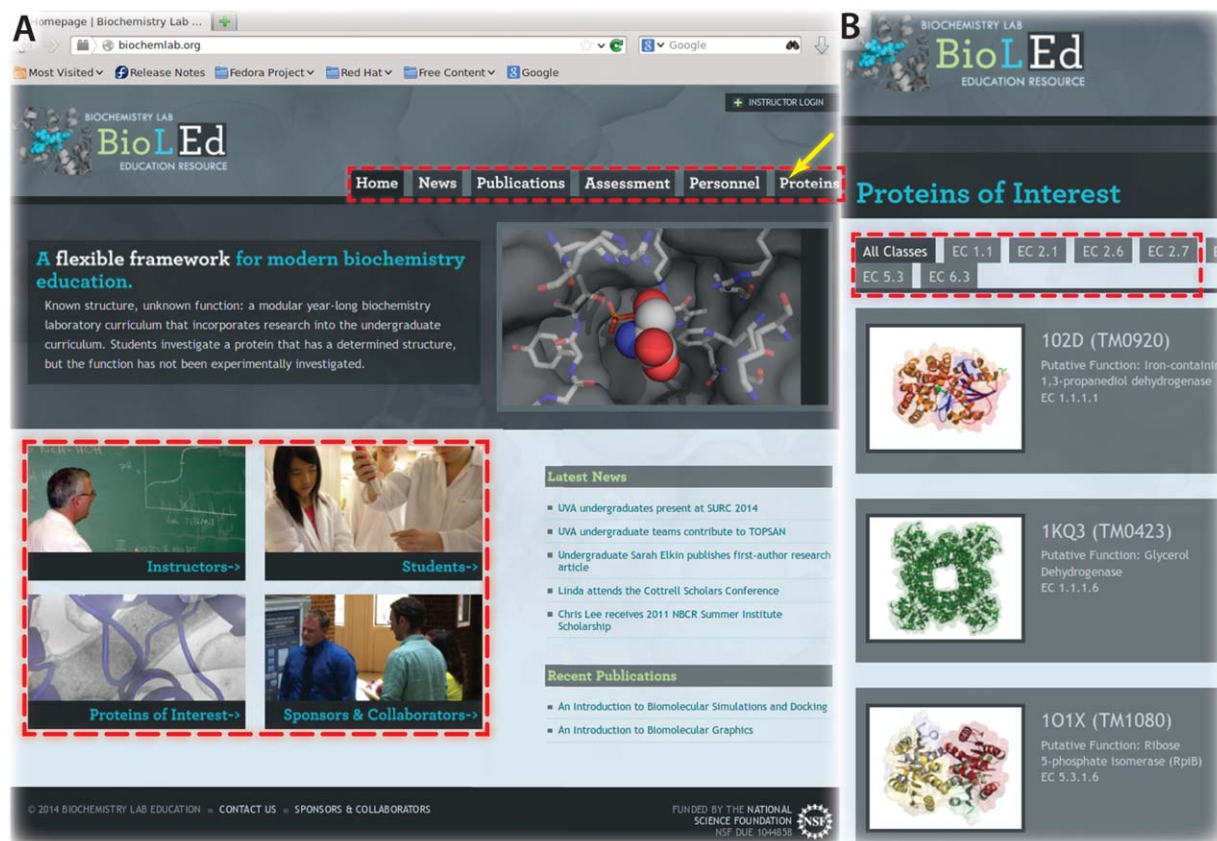 A
Homepage | Biochemistry Lab ...
biochemlab.org
Google
Most Visited
Release Notes
Fedora Project
Red Hat
Free Content
Google
INSTRUCTOR LOGIN
BIOCHEMISTRY LAB
BioLEd
EDUCATION RESOURCE
Home News Publications Assessment Personnel Proteins
A flexible framework for modern biochemistry
education.
Known structure, unknown function: a modular year-long biochemistry
laboratory curriculum that incorporates research into the undergraduate
curriculum. Students investigate a protein that has a determined structure,
but the function has not been experimentally investigated.
Instructors->
Students->
Proteins of Interest->
Sponsors & Collaborators->
Latest News
UVA undergraduates present at SURC 2014
UVA undergraduate teams contribute to TOPSAN
Undergraduate Sarah Elkin publishes first-author research
article
Linda attends the Cottrell Scholars Conference
Chris Lee receives 2011 NBCR Summer Institute
Scholarship
Recent Publications
An Introduction to Biomolecular Simulations and Docking
An Introduction to Biomolecular Graphics
© 2014 BIOCHEMISTRY LAB EDUCATION » CONTACT US » SPONSORS & COLLABORATORS
FUNDED BY THE NATIONAL
SCIENCE FOUNDATION
NSF DUE 1044858
NSF
B
BIOCHEMISTRY LAB
BioLEd
EDUCATION RESOURCE
Proteins of Interest
All Classes EC 1.1 EC 2.1 EC 2.6 EC 2.7
EC 5.3 EC 6.3
1O2D (TM0920)
Putative Function: Iron-containin
1,3-propanediol dehydrogenase
EC 1.1.1.1
1KQ3 (TM0423)
Putative Function: Glycerol
Dehydrogenase
EC 1.1.1.6
1O1X (TM1080)
Putative Function: Ribose
5-phosphate Isomerase (RpiB)
EC 5.3.1.6